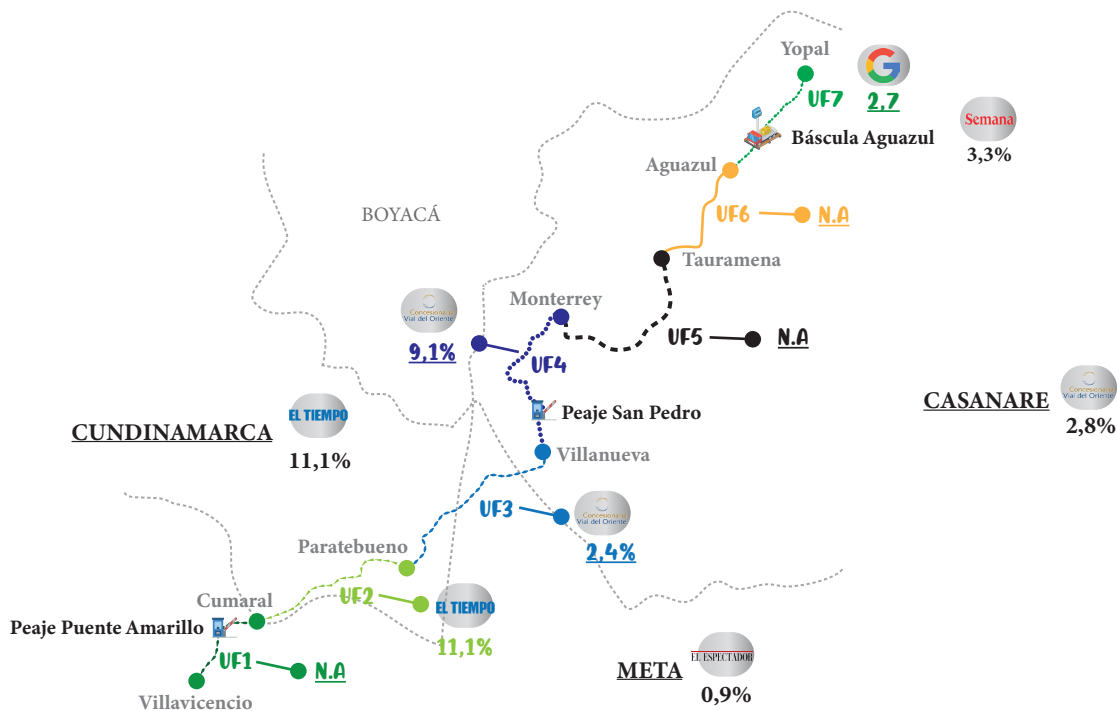 Yopal
UF7
2,7
Báscula Aguazul
Semana
3,3%
Aguazul
BOYACÁ
UF6
N.A
Tauramena
Monterrey
Concesionaria
Vial del Oriente
9,1%
UF4
UF5
N.A
Peaje San Pedro
CASANARE
Concesionaria
Vial del Oriente
2,8%
CUNDINAMARCA
EL TIEMPO
11,1%
Villanueva
UF3
Concesionaria
Vial del Oriente
2,4%
Paratebueno
UF2
EL TIEMPO
11,1%
Cumaral
Peaje Puente Amarillo
UF1
N.A
Villavicencio
META
EL ESPECTADOR
0,9%